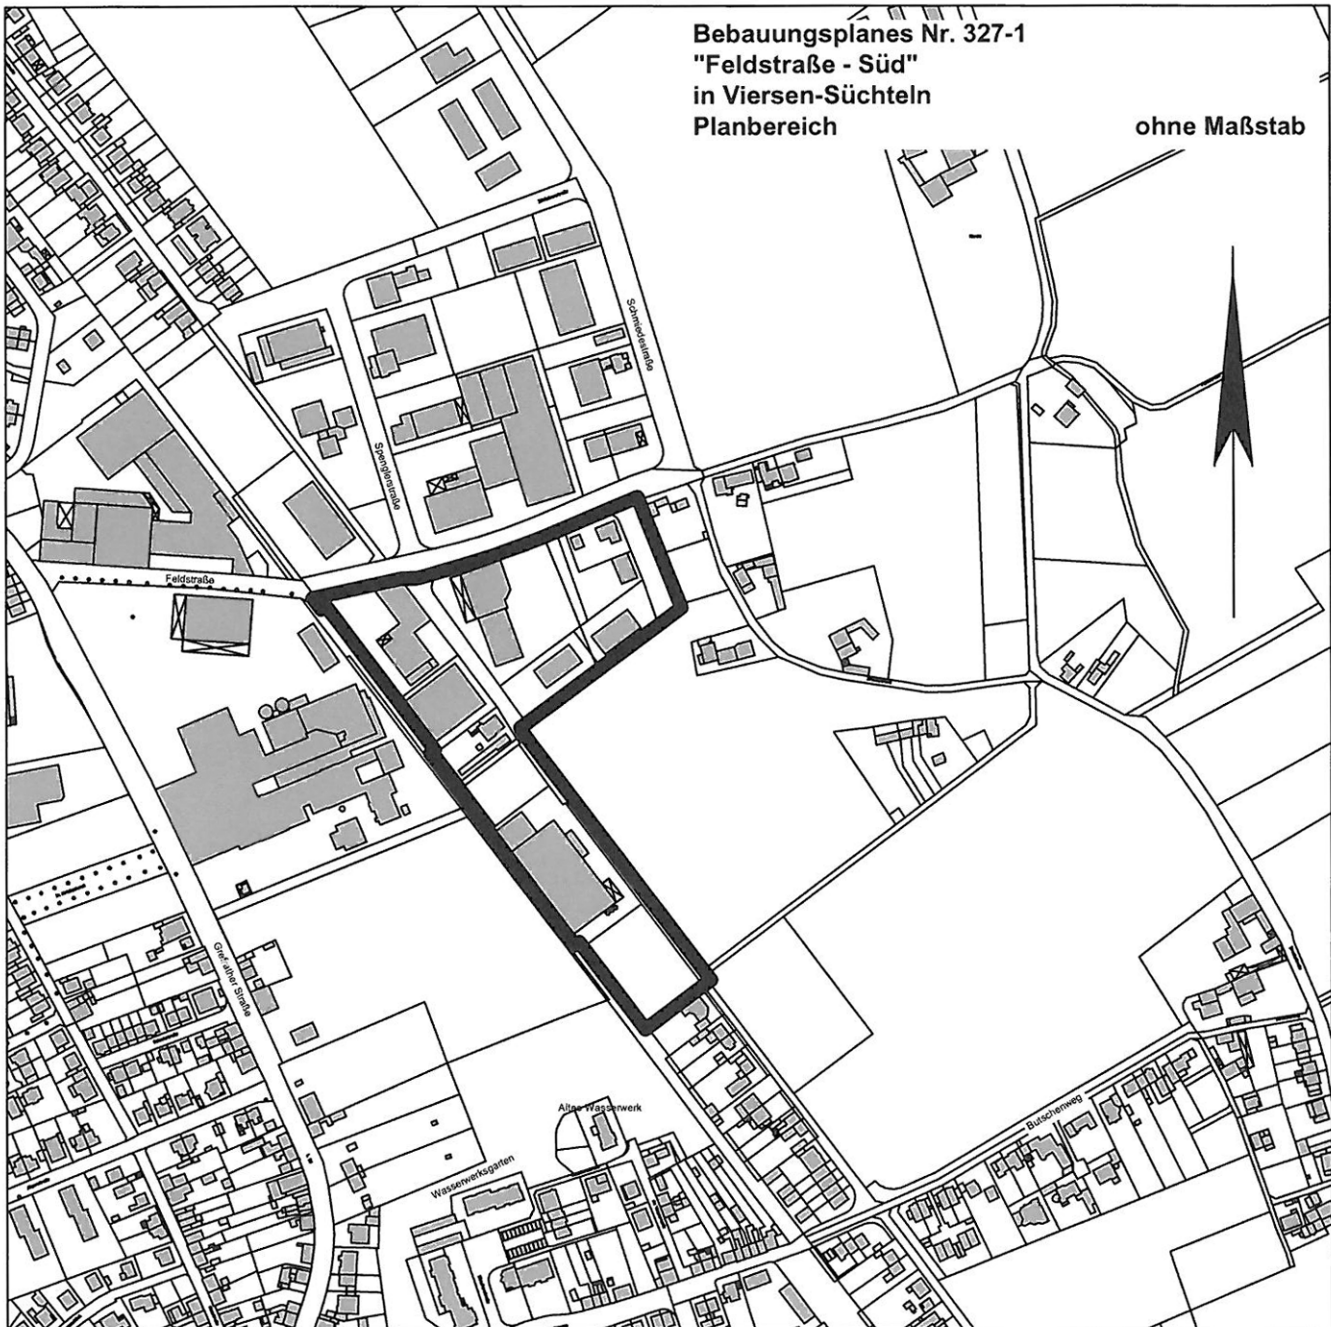 Bebauungsplanes Nr. 327-1
"Feldstraße - Süd"
in Viersen-Süchteln
Planbereich
ohne Maßstab
Schmiedestraße
Spenglerstraße
Feldstraße
Grefrather Straße
Altes Wasserwerk
Wasserwerksgarten
Butschenweg